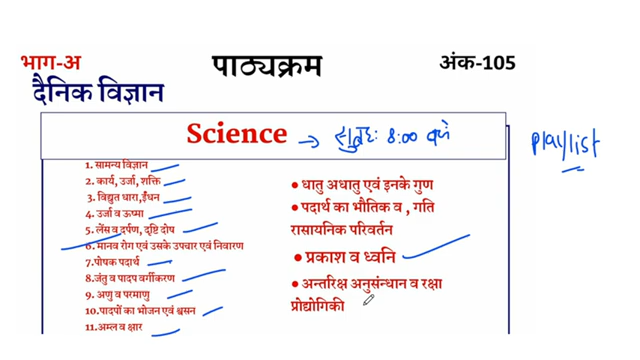 भाग-अ
पाठ्यक्रम
अंक-105
दैनिक विज्ञान
Science → सुबहः 8:00 बजे
playlist
1. सामन्य विज्ञान
2. कार्य, उर्जा, शक्ति
3. विद्युत धारा,ईंधन
4. उर्जा व ऊष्मा
5. लेंस व दर्पण, दृष्टि दोष
6. मानव रोग एवं उसके उपचार एवं निवारण
7.पोषक पदार्थ
8.जंतु व पादप वर्गीकरण
9. अणु व परमाणु
10.पादपों का भोजन एवं श्वसन
11.अम्ल व क्षार
• धातु अधातु एवं इनके गुण
• पदार्थ का भौतिक व , गति
रासायनिक परिवर्तन
• प्रकाश व ध्वनि
• अन्तरिक्ष अनुसंन्धान व रक्षा
प्रोद्योगिकी